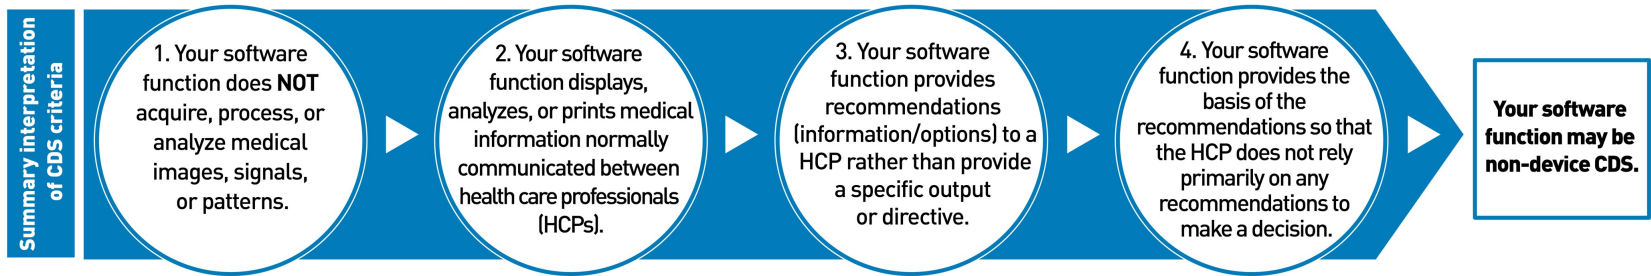 Summary interpretation
of CDS criteria
1. Your software
function does NOT
acquire, process, or
analyze medical
images, signals,
or patterns.
2. Your software
function displays,
analyzes, or prints medical
information normally
communicated between
health care professionals
(HCPs).
3. Your software
function provides
recommendations
(information/options) to a
HCP rather than provide
a specific output
or directive.
4. Your software
function provides the
basis of the
recommendations so that
the HCP does not rely
primarily on any
recommendations to
make a decision.
Your software
function may be
non-device CDS.